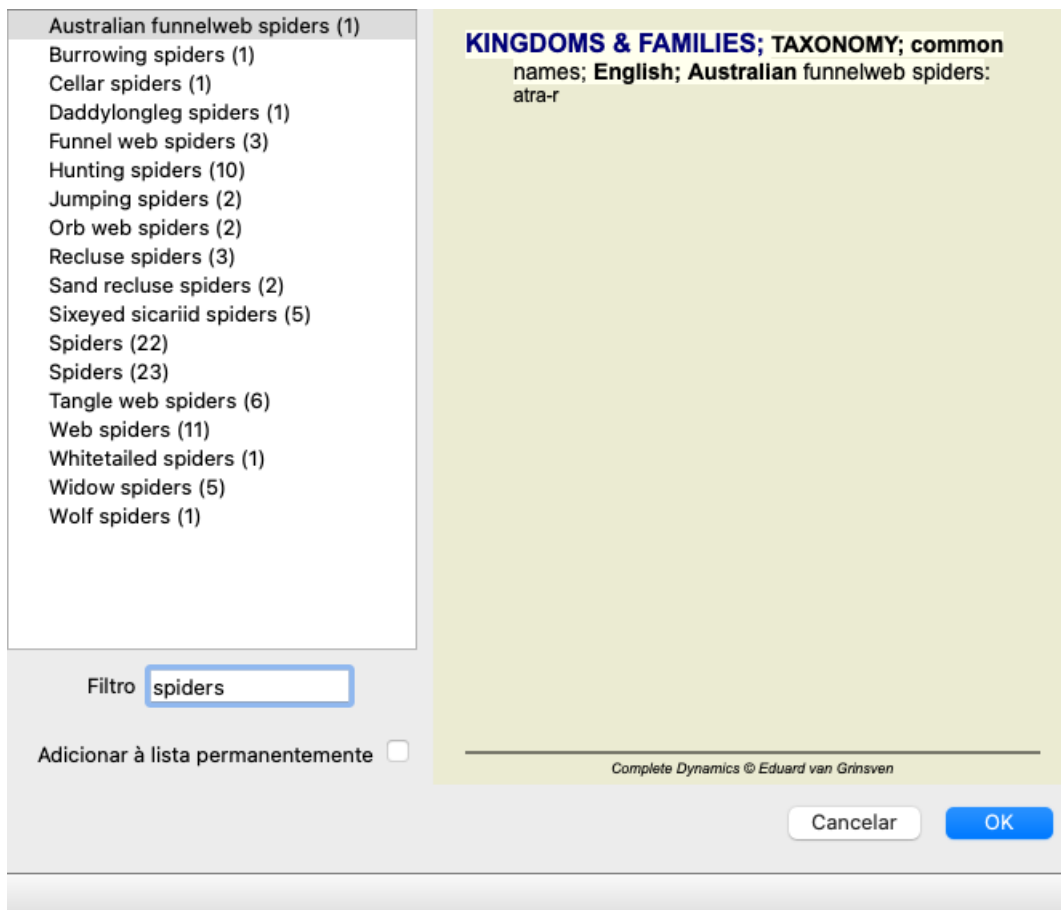 Australian funnelweb spiders (1)
Burrowing spiders (1)
Cellar spiders (1)
Daddylongleg spiders (1)
Funnel web spiders (3)
Hunting spiders (10)
Jumping spiders (2)
Orb web spiders (2)
Recluse spiders (3)
Sand recluse spiders (2)
Sixeyed sicariid spiders (5)
Spiders (22)
Spiders (23)
Tangle web spiders (6)
Web spiders (11)
Whitetailed spiders (1)
Widow spiders (5)
Wolf spiders (1)
Filtro spiders
Adicionar à lista permanentemente
KINGDOMS & FAMILIES; TAXONOMY; common
names; English; Australian funnelweb spiders:
atra-r
Complete Dynamics © Eduard van Grinsven
Cancelar
OK